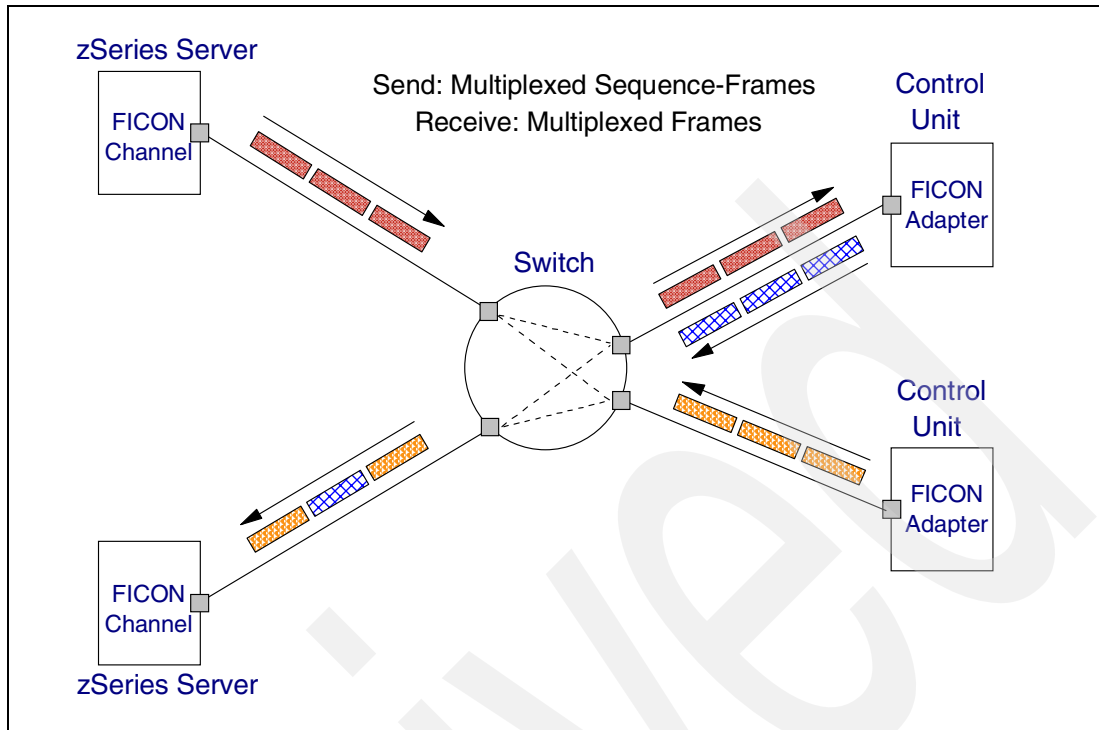 zSeries Server
FICON
Channel
Send: Multiplexed Sequence-Frames
Receive: Multiplexed Frames
Control
Unit
FICON
Adapter
Switch
Control
Unit
FICON
Adapter
FICON
Channel
zSeries Server